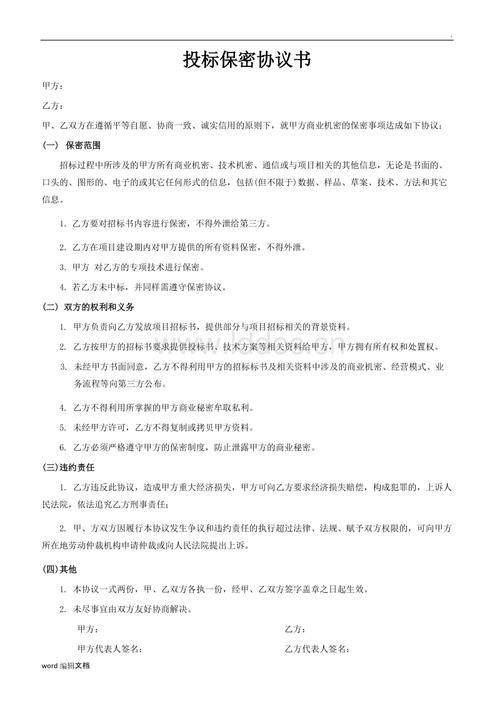 投标保密协议书
甲方：
乙方：
甲、乙双方在遵循平等自愿、协商一致、诚实信用的原则下，就甲方商业机密的保密事项达成如下协议：
(一) 保密范围
招标过程中所涉及的甲方所有商业机密、技术机密、通信或与项目相关的其他信息，无论是书面的、
口头的、图形的、电子的或其它任何形式的信息，包括(但不限于)数据、样品、草案、技术、方法和其它
信息。
1. 乙方要对招标书内容进行保密，不得外泄给第三方。
2. 乙方在项目建设期内对甲方提供的所有资料保密，不得外泄。
3. 甲方 对乙方的专项技术进行保密。
4. 若乙方未中标，并同样需遵守保密协议。
(二) 双方的权利和义务
1. 甲方负责向乙方发放项目招标书，提供部分与项目招标相关的背景资料。
2. 乙方按甲方的招标书要求提供投标书、技术方案等相关资料给甲方，甲方拥有所有权和处置权。
3. 未经甲方书面同意，乙方不得利用甲方的招标标书及相关资料中涉及的商业机密、经营模式、业
务流程等向第三方公布。
4. 乙方不得利用所掌握的甲方商业秘密牟取私利。
5. 未经甲方许可，乙方不得复制或拷贝甲方资料。
6. 乙方必须严格遵守甲方的保密制度，防止泄露甲方的商业秘密。
www.lddoc.cn
(三)违约责任
1. 乙方违反此协议，造成甲方重大经济损失，甲方可向乙方要求经济损失赔偿，构成犯罪的，上诉人
民法院，依法追究乙方刑事责任；
2. 甲、方双方因履行本协议发生争议和违约责任的执行超过法律、法规、赋予双方权限的，可向甲方
所在地劳动仲裁机构申请仲裁或向人民法院提出上诉。
(四)其他
1. 本协议一式两份，甲、乙双方各执一份，经甲、乙双方签字盖章之日起生效。
2. 未尽事宜由双方友好协商解决。
甲方： 乙方：
甲方代表人签名： 乙方代表人签名：
word 编辑文档